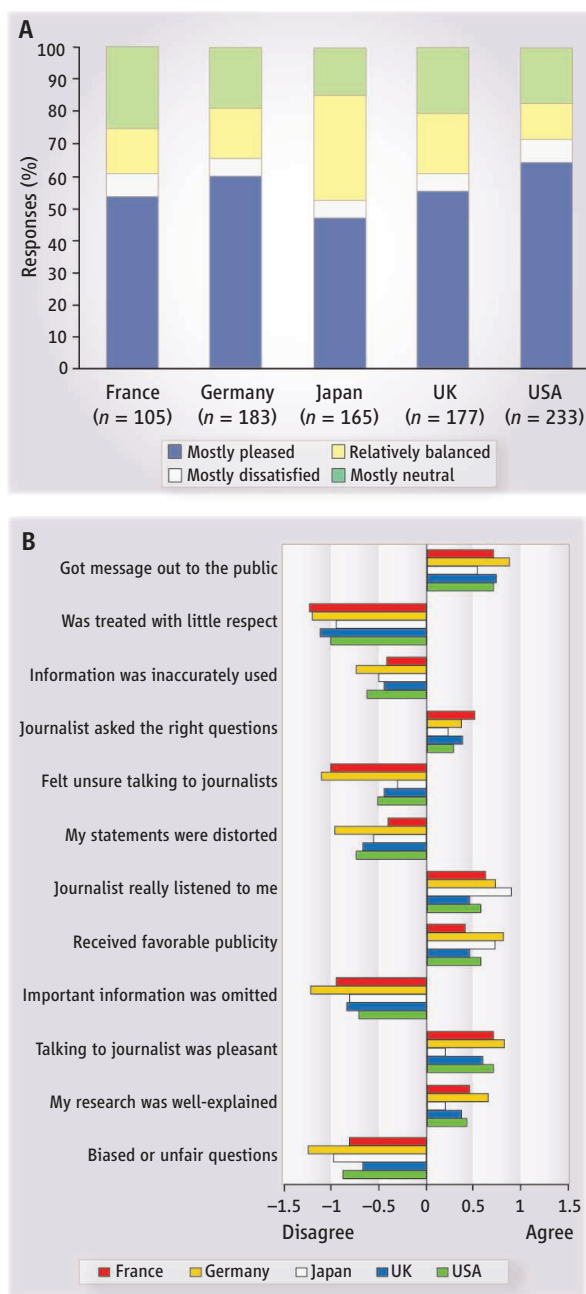 A
Responses (%)
100
90
80
70
60
50
40
30
20
10
0
France Germany Japan UK USA
(n = 105) (n = 183) (n = 165) (n = 177) (n = 233)
Mostly pleased Relatively balanced
Mostly dissatisfied Mostly neutral
B
Got message out to the public
Was treated with little respect
Information was inaccurately used
Journalist asked the right questions
Felt unsure talking to journalists
My statements were distorted
Journalist really listened to me
Received favorable publicity
Important information was omitted
Talking to journalist was pleasant
My research was well-explained
Biased or unfair questions
–1.5 –1 –0.5 0 0.5 1 1.5
Disagree Agree
France Germany Japan UK USA